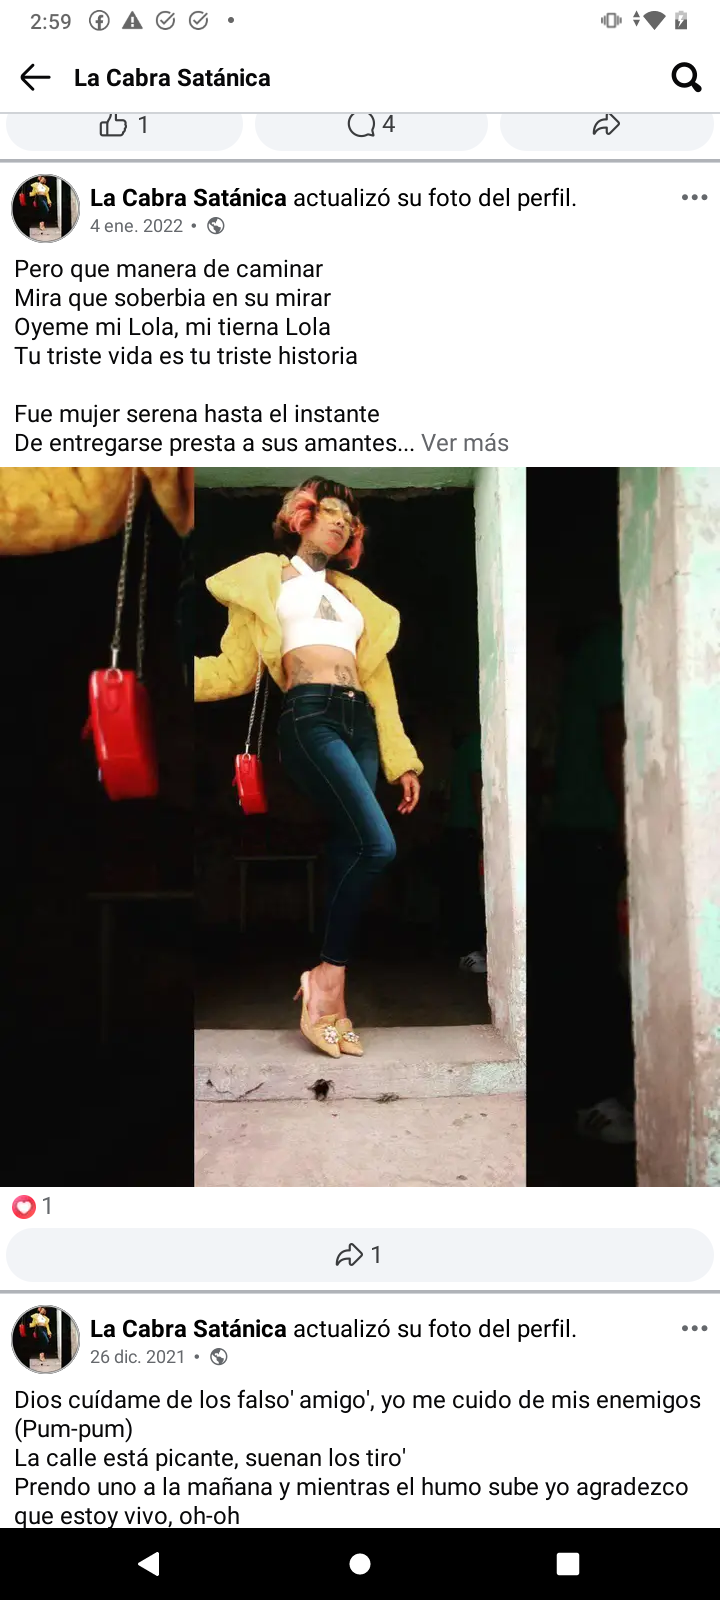 2:59
La Cabra Satánica
1
4
La Cabra Satánica actualizó su foto del perfil.
4 ene. 2022 •
Pero que manera de caminar
Mira que soberbia en su mirar
Oyeme mi Lola, mi tierna Lola
Tu triste vida es tu triste historia
Fue mujer serena hasta el instante
De entregarse presta a sus amantes... Ver más
1
1
La Cabra Satánica actualizó su foto del perfil.
26 dic. 2021 •
Dios cuídame de los falso' amigo', yo me cuido de mis enemigos
(Pum-pum)
La calle está picante, suenan los tiro'
Prendo uno a la mañana y mientras el humo sube yo agradezco
que estoy vivo, oh-oh